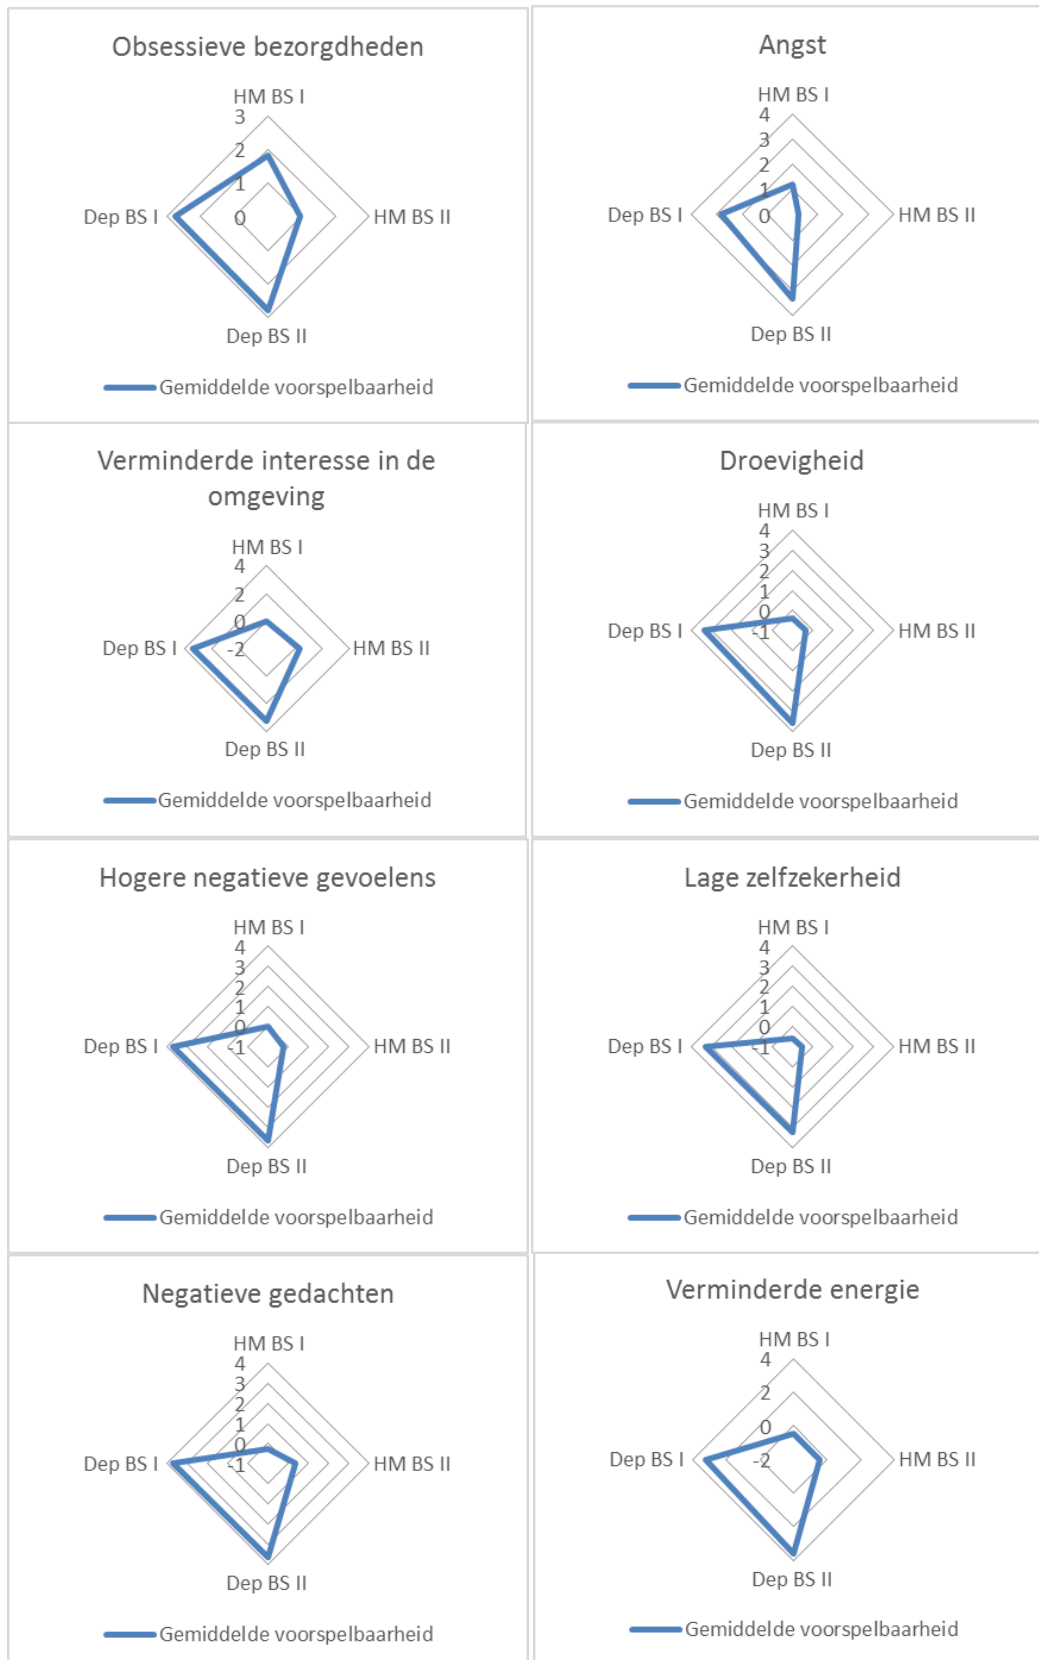 Obsessieve bezorgdheden
HM BS I
3
2
1
0
Dep BS I
HM BS II
Dep BS II
Gemiddelde voorspelbaarheid
Angst
HM BS I
4
3
2
1
0
Dep BS I
HM BS II
Dep BS II
Gemiddelde voorspelbaarheid
Verminderde interesse in de
omgeving
HM BS I
4
2
0
-2
Dep BS I
HM BS II
Dep BS II
Gemiddelde voorspelbaarheid
Droevigheid
HM BS I
4
3
2
1
0
-1
Dep BS I
HM BS II
Dep BS II
Gemiddelde voorspelbaarheid
Hogere negatieve gevoelens
HM BS I
4
3
2
1
0
-1
Dep BS I
HM BS II
Dep BS II
Gemiddelde voorspelbaarheid
Lage zelfzekerheid
HM BS I
4
3
2
1
0
-1
Dep BS I
HM BS II
Dep BS II
Gemiddelde voorspelbaarheid
Negatieve gedachten
HM BS I
4
3
2
1
0
-1
Dep BS I
HM BS II
Dep BS II
Gemiddelde voorspelbaarheid
Verminderde energie
HM BS I
4
2
0
-2
Dep BS I
HM BS II
Dep BS II
Gemiddelde voorspelbaarheid